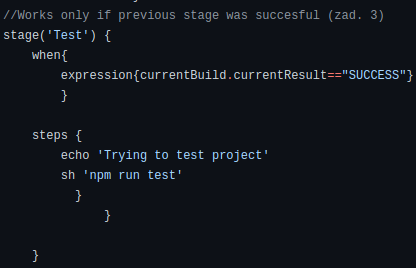 //Works only if previous stage was succesful (zad. 3)
stage('Test') {
    when{
        expression{currentBuild.currentResult=="SUCCESS"}
        }

    steps {
        echo 'Trying to test project'
        sh 'npm run test'
          }
              }

    }